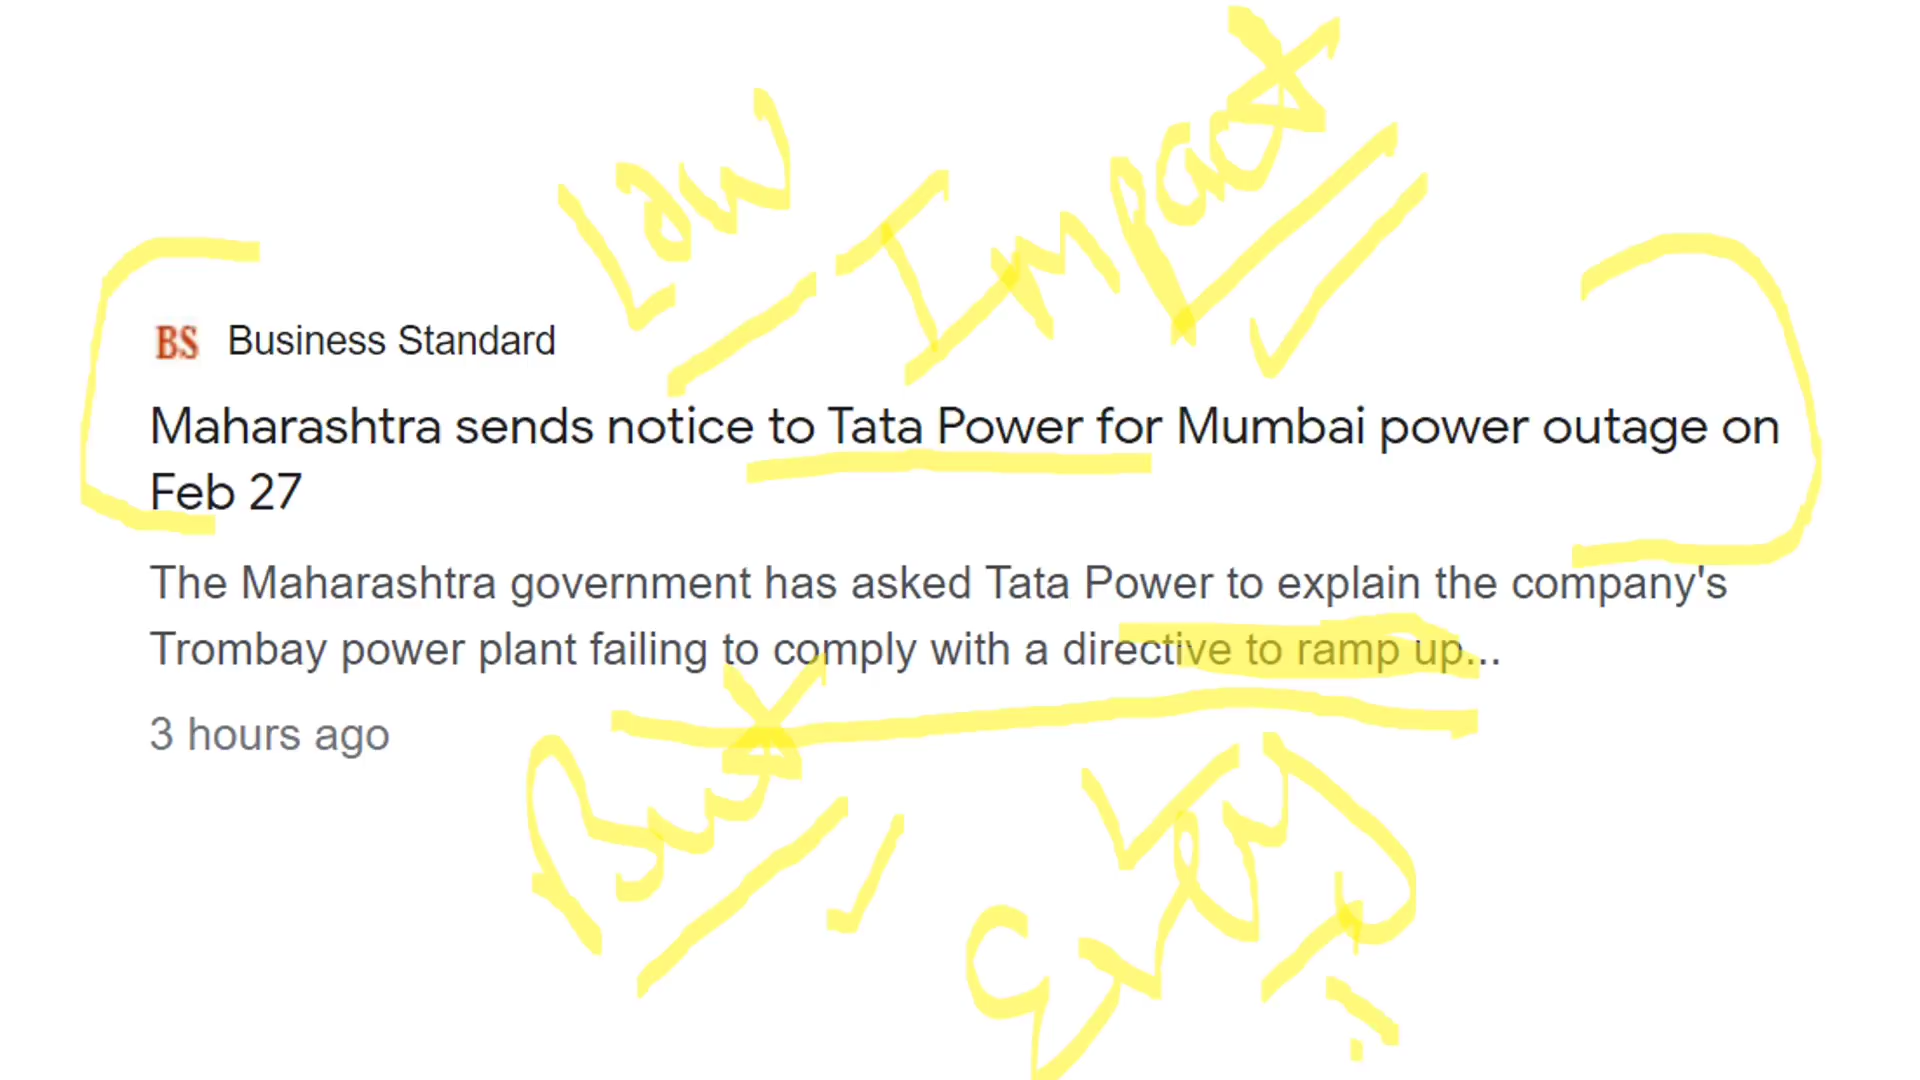 Low Impact
BS Business Standard
Maharashtra sends notice to Tata Power for Mumbai power outage on
Feb 27
The Maharashtra government has asked Tata Power to explain the company's
Trombay power plant failing to comply with a directive to ramp up...
3 hours ago